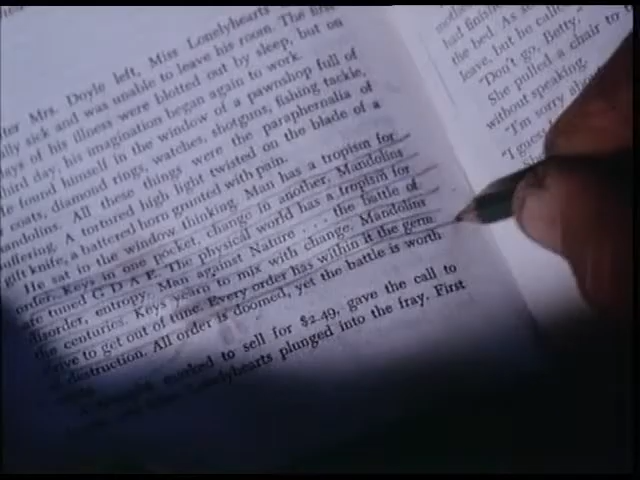 ter Mrs. Doyle left, Miss Lonelyhearts
ly sick and was unable to leave his room. The first
ays of his illness were blotted out by sleep, but on
hird day, his imagination began again to work.
e found himself in the window of a pawnshop full of
coats, diamond rings, watches, shotguns, fishing tackle,
andolins. All these things were the paraphernalia of
ffering. A tortured high light twisted on the blade of a
gift knife, a battered horn grunted with pain.
He sat in the window thinking. Man has a tropism for
order. Keys in one pocket, change in another. Mandolins
are tuned G D A E. The physical world has a tropism for
disorder, entropy. Man against Nature . . . the battle of
the centuries. Keys yearn to mix with change. Mandolins
strive to get out of tune. Every order has within it the germ
destruction. All order is doomed, yet the battle is worth
marked to sell for $2.49, gave the call to
lyhearts plunged into the fray. First
had finish
the bed. As s
leave, but he calle
"Don't go, Betty."
She pulled a chair to
without speaking.
"I'm sorry abo
"I guess